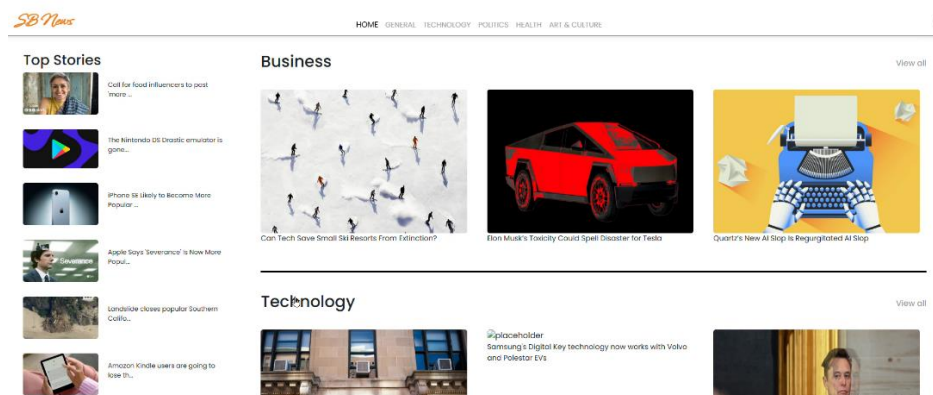 SB News
HOME GENERAL TECHNOLOGY POLITICS HEALTH ART & CULTURE
Top Stories
Call for food influencers to post
'more ...
The Nintendo DS Drastic emulator is
gone...
iPhone SE Likely to Become More
Popular ...
Apple Says 'Severance' Is Now More
Popul...
Severance
Landslide closes popular Southern
Califo...
Amazon Kindle users are going to
lose th...
Business
View all
Can Tech Save Small Ski Resorts From Extinction?
Elon Musk's Toxicity Could Spell Disaster for Tesla
Quartz's New AI Slop Is Regurgitated AI Slop
Technology
View all
placeholder
Samsung's Digital Key technology now works with Volvo
and Polestar EVs